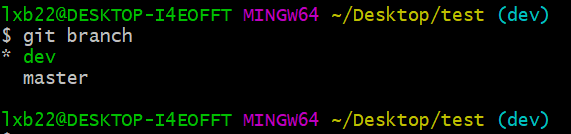 lxb22@DESKTOP-I4EOFFT MINGW64 ~/Desktop/test (dev)
$ git branch
* dev
  master
lxb22@DESKTOP-I4EOFFT MINGW64 ~/Desktop/test (dev)